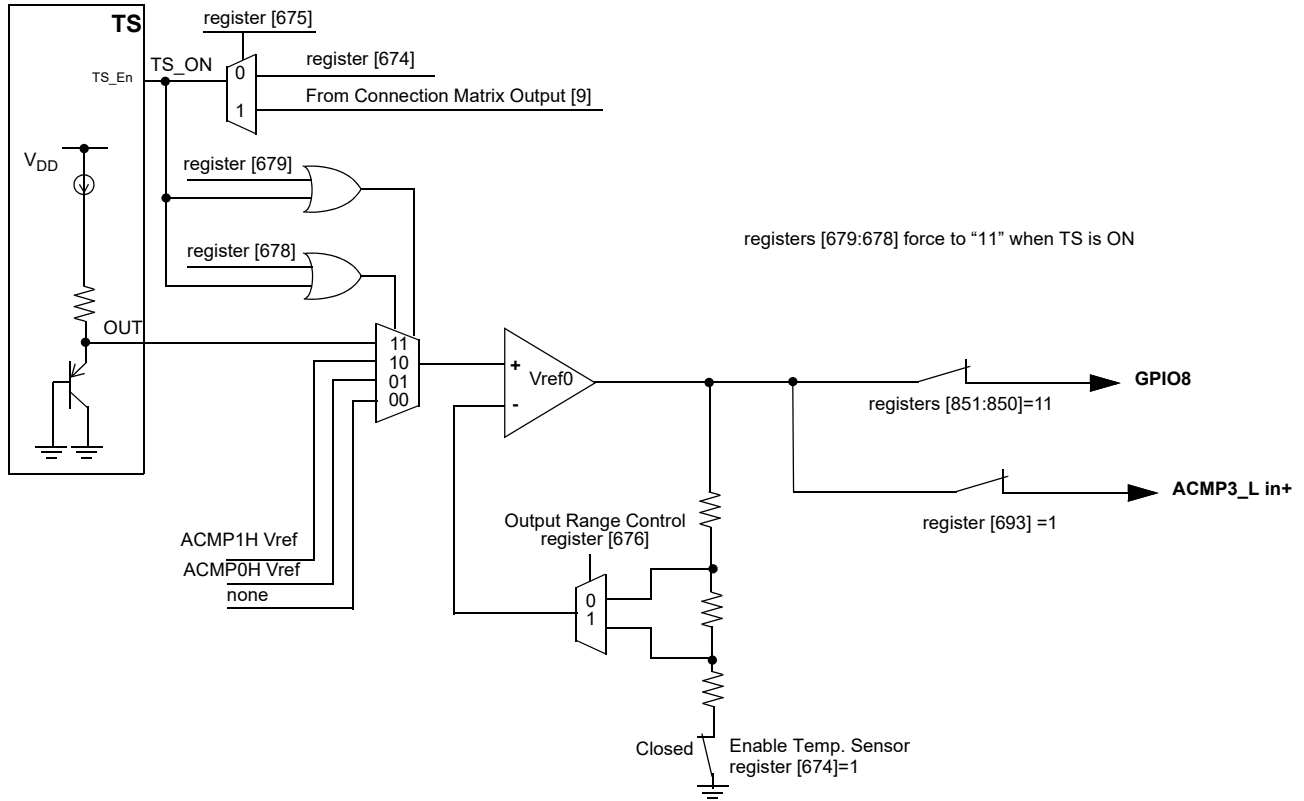 TS
register [675]
TS_En
TS_ON
0
1
register [674]
From Connection Matrix Output [9]
VDD
register [679]
register [678]
registers [679:678] force to “11” when TS is ON
OUT
11
10
01
00
+
-
Vref0
GPIO8
registers [851:850]=11
ACMP3_L in+
register [693] =1
ACMP1H Vref
ACMP0H Vref
none
Output Range Control
register [676]
0
1
Closed
Enable Temp. Sensor
register [674]=1